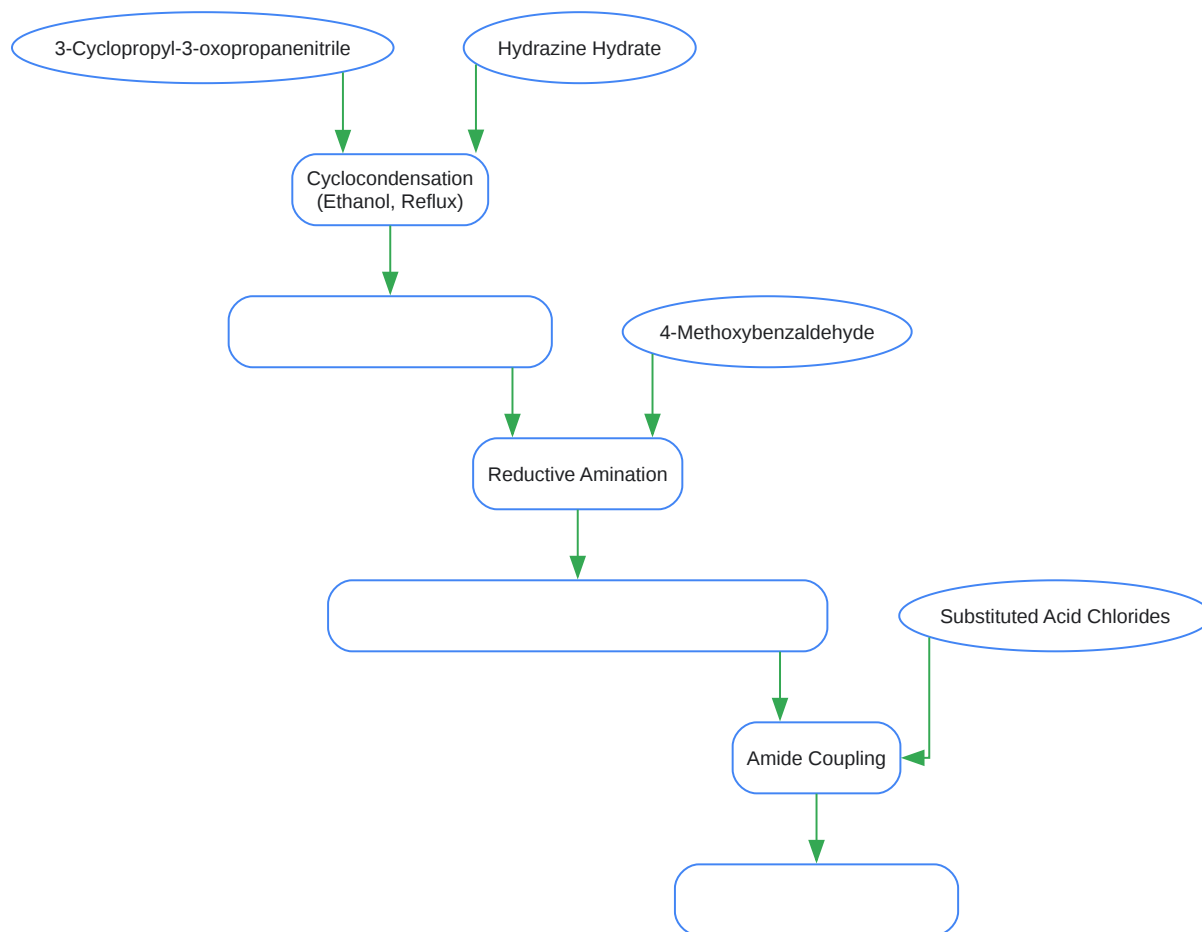 3-Cyclopropyl-3-oxopropanenitrile
Hydrazine Hydrate
Cyclocondensation
(Ethanol, Reflux)
4-Methoxybenzaldehyde
Reductive Amination
Substituted Acid Chlorides
Amide Coupling